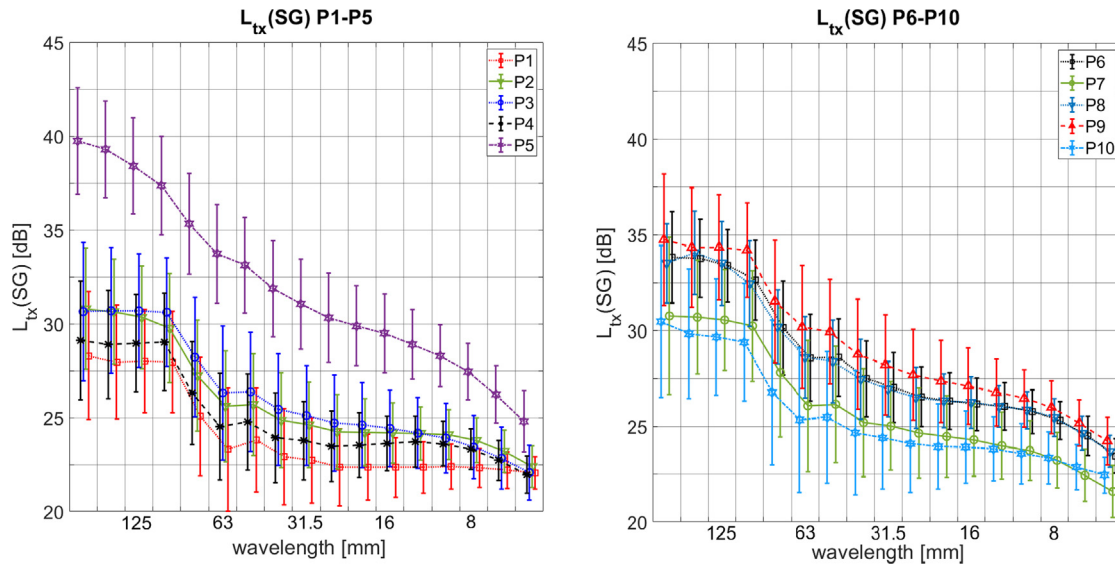 L_tx(SG) P1-P5
L_tx(SG) [dB]
45
40
35
30
25
20
P1
P2
P3
P4
P5
125 63 31.5 16 8
wavelength [mm]
L_tx(SG) P6-P10
L_tx(SG) [dB]
45
40
35
30
25
20
P6
P7
P8
P9
P10
125 63 31.5 16 8
wavelength [mm]